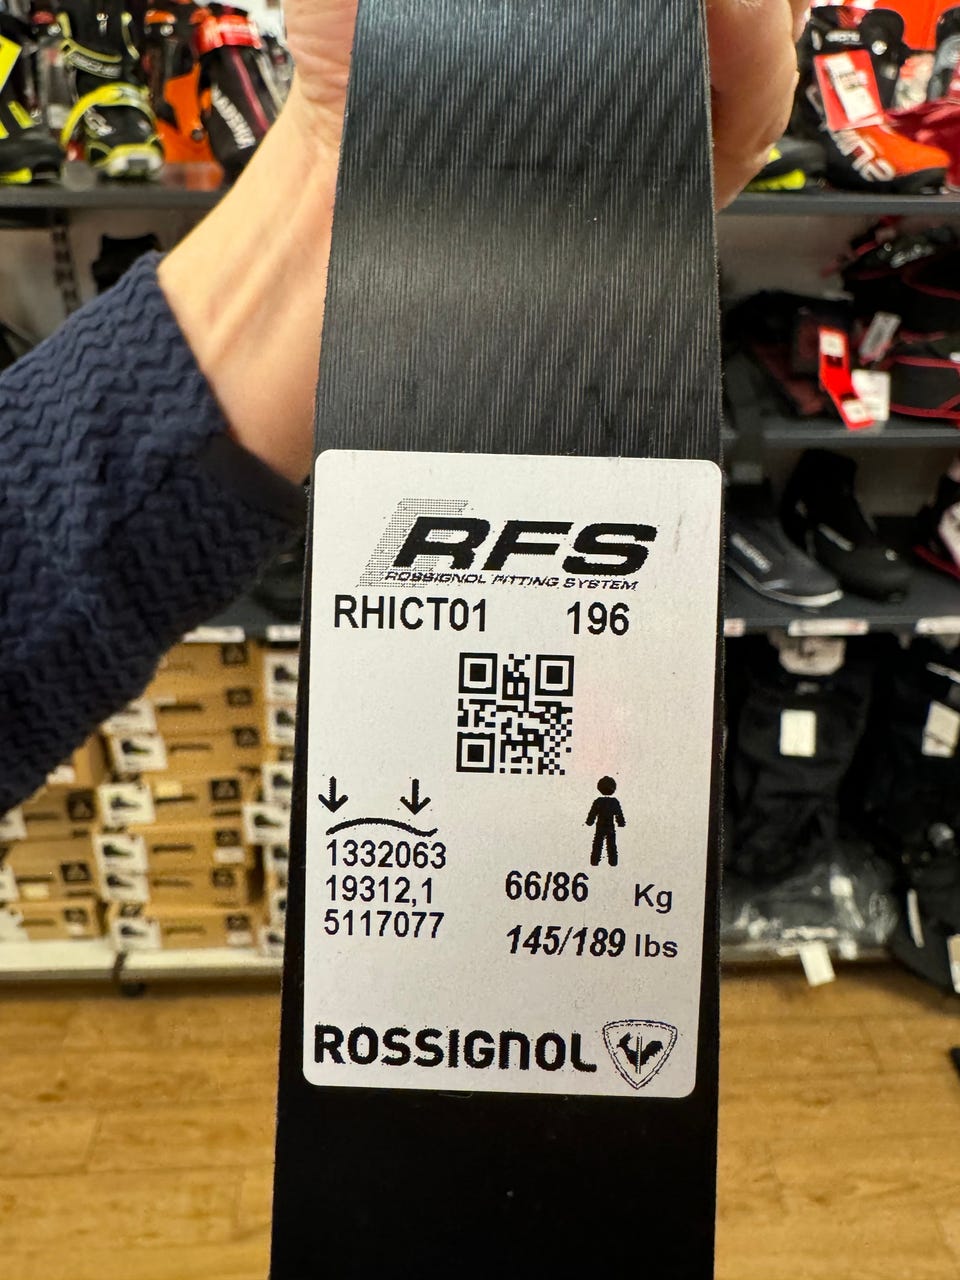 RFS
ROSSIGNOL FITTING SYSTEM
RHICT01 196
1332063
19312,1
5117077
66/86 Kg
145/189 lbs
ROSSIGNOL